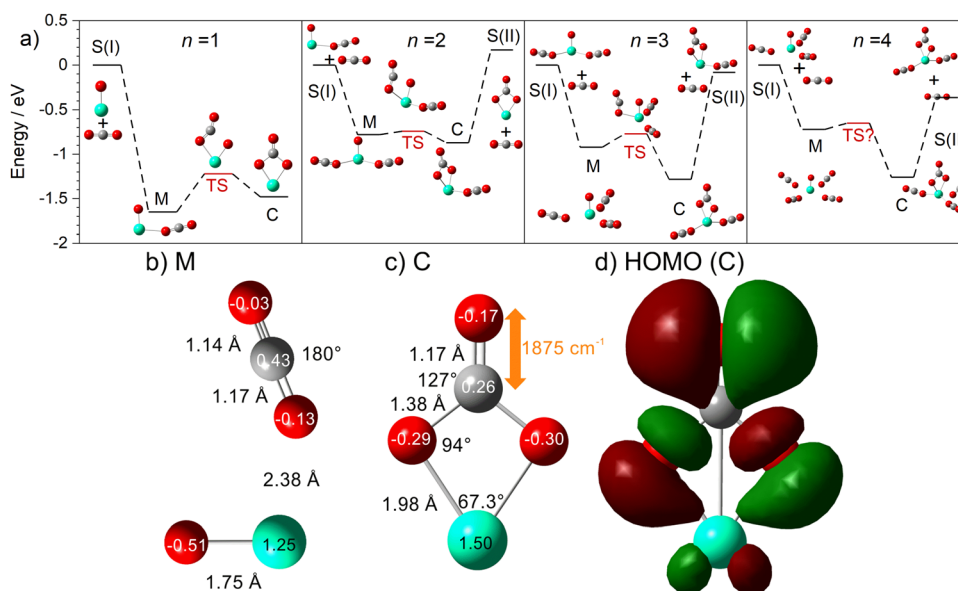 a)
Energy / eV
0.5
0
-0.5
-1.0
-1.5
-2
n =1
S(I)
+
M
TS
C
n =2
+
S(I)
M
TS
C
S(II)
+
n =3
S(I)
+
M
TS
C
+
S(II)
n =4
S(I)
+
M
TS?
C
+
S(I
b) M
c) C
d) HOMO (C)
-0.03
1.14 Å
0.43
180°
1.17 Å
-0.13
2.38 Å
-0.51
1.25
1.75 Å
-0.17
1.17 Å
1875 cm⁻¹
127°
0.26
1.38 Å
-0.29
94°
-0.30
1.98 Å
67.3°
1.50